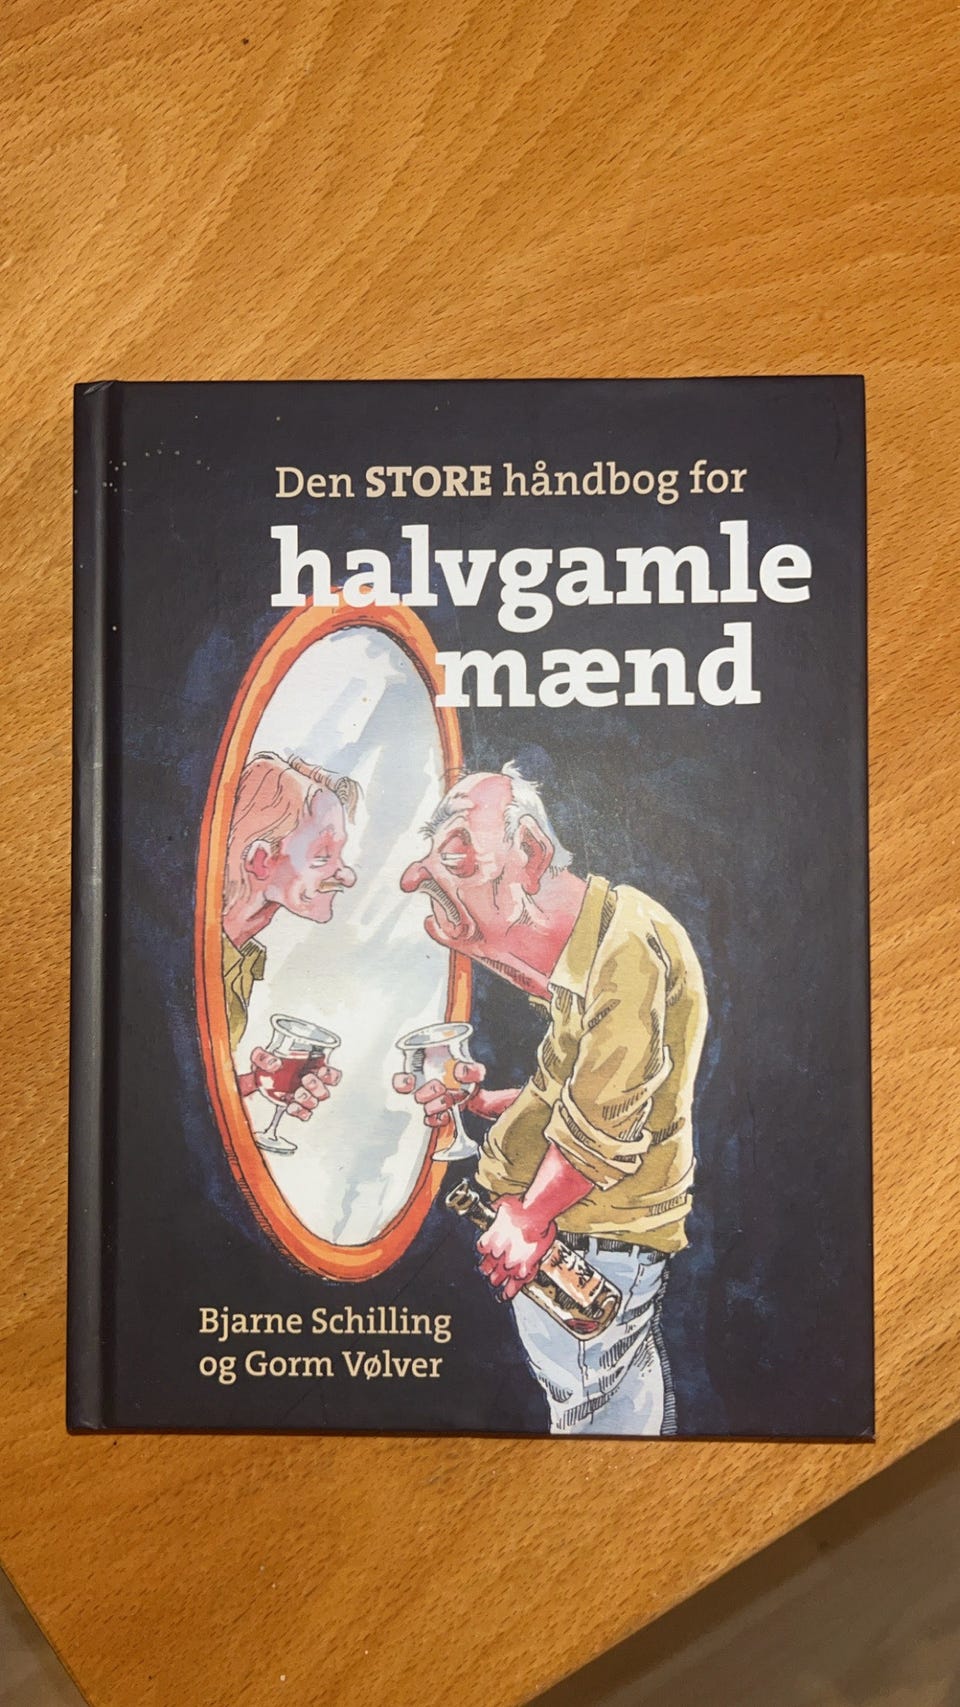 Den STORE håndbog for
halvgamle
mænd
Bjarne Schilling
og Gorm Vølver